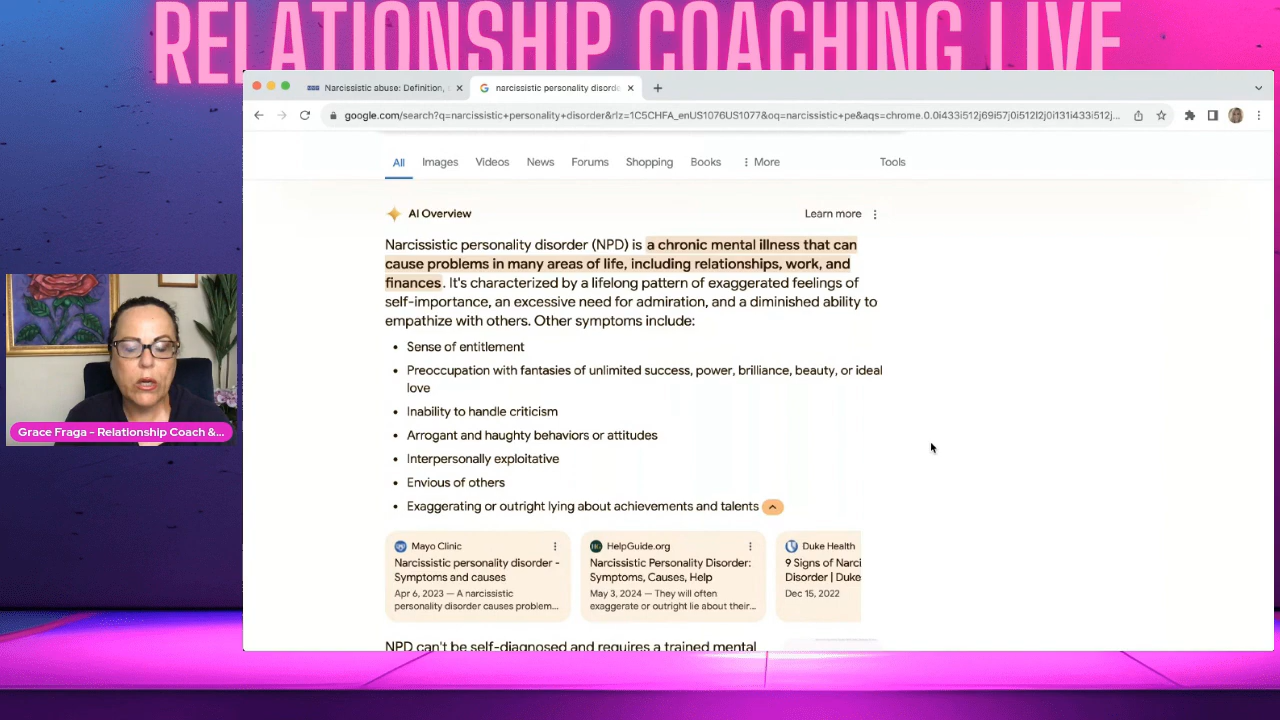 RELATIONSHIP COACHING LIVE
Narcissistic abuse: Definition,
narcissistic personality disord
google.com/search?q=narcissistic+personality+disorder&rlz=1C5CHFA_enUS1076US1077&oq=narcissistic+pe&aqs=chrome.0.0i433i512j69i57j0i512l2j0i131i433i512j...
All Images Videos News Forums Shopping Books More Tools
AI Overview Learn more
Narcissistic personality disorder (NPD) is a chronic mental illness that can
cause problems in many areas of life, including relationships, work, and
finances. It's characterized by a lifelong pattern of exaggerated feelings of
self-importance, an excessive need for admiration, and a diminished ability to
empathize with others. Other symptoms include:
• Sense of entitlement
• Preoccupation with fantasies of unlimited success, power, brilliance, beauty, or ideal
love
• Inability to handle criticism
• Arrogant and haughty behaviors or attitudes
• Interpersonally exploitative
• Envious of others
• Exaggerating or outright lying about achievements and talents
Grace Fraga - Relationship Coach &...
Mayo Clinic
Narcissistic personality disorder -
Symptoms and causes
Apr 6, 2023 — A narcissistic
personality disorder causes problem...
HelpGuide.org
Narcissistic Personality Disorder:
Symptoms, Causes, Help
May 3, 2024 — They will often
exaggerate or outright lie about their...
Duke Health
9 Signs of Narci
Disorder | Duke
Dec 15, 2022
NPD can't be self-diagnosed and requires a trained mental